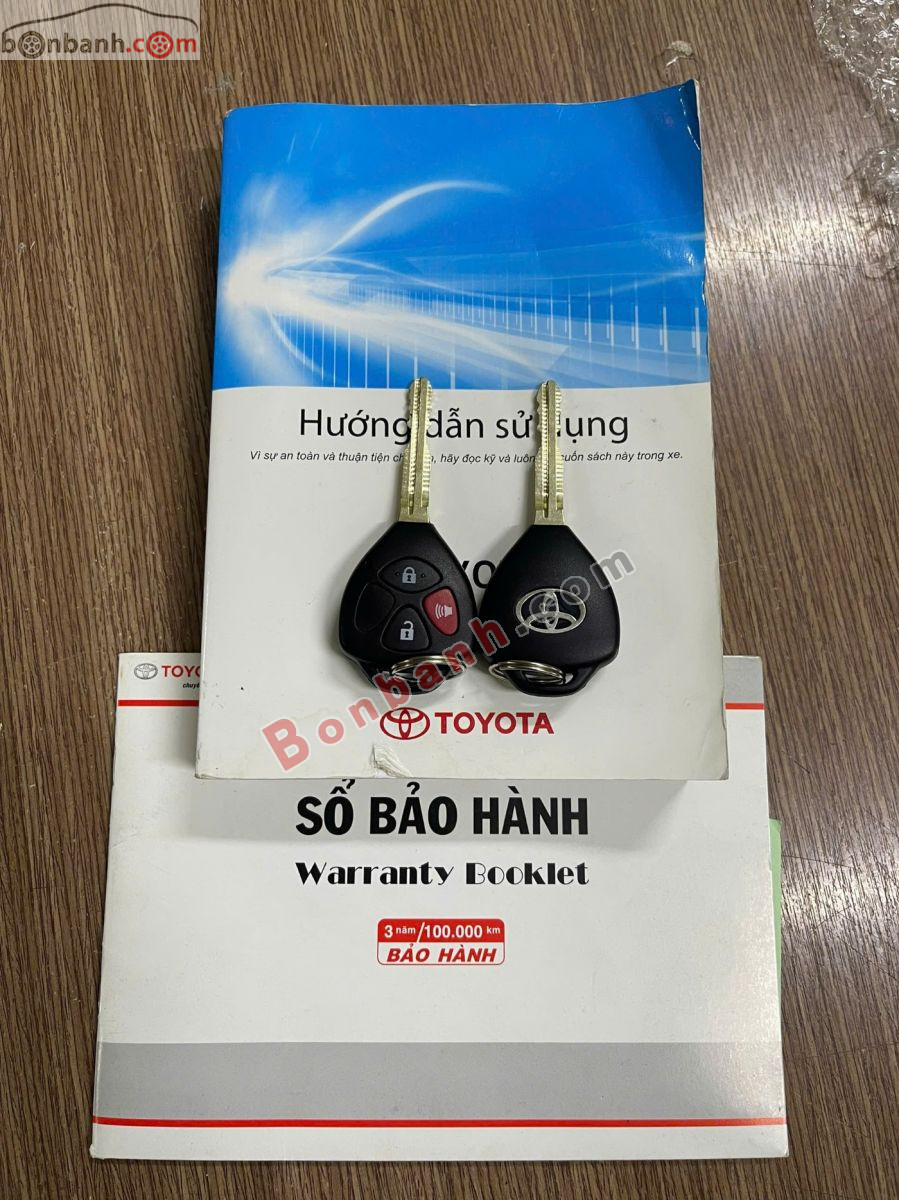 bonbanh.com
Hướng dẫn sử dụng
Vì sự an toàn và thuận tiện hãy đọc kỹ và luôn cuốn sách này trong xe.
Bonbanh.com
TOYOTA
TOYOTA
SỔ BẢO HÀNH
Warranty Booklet
3 năm/100.000 km
BẢO HÀNH